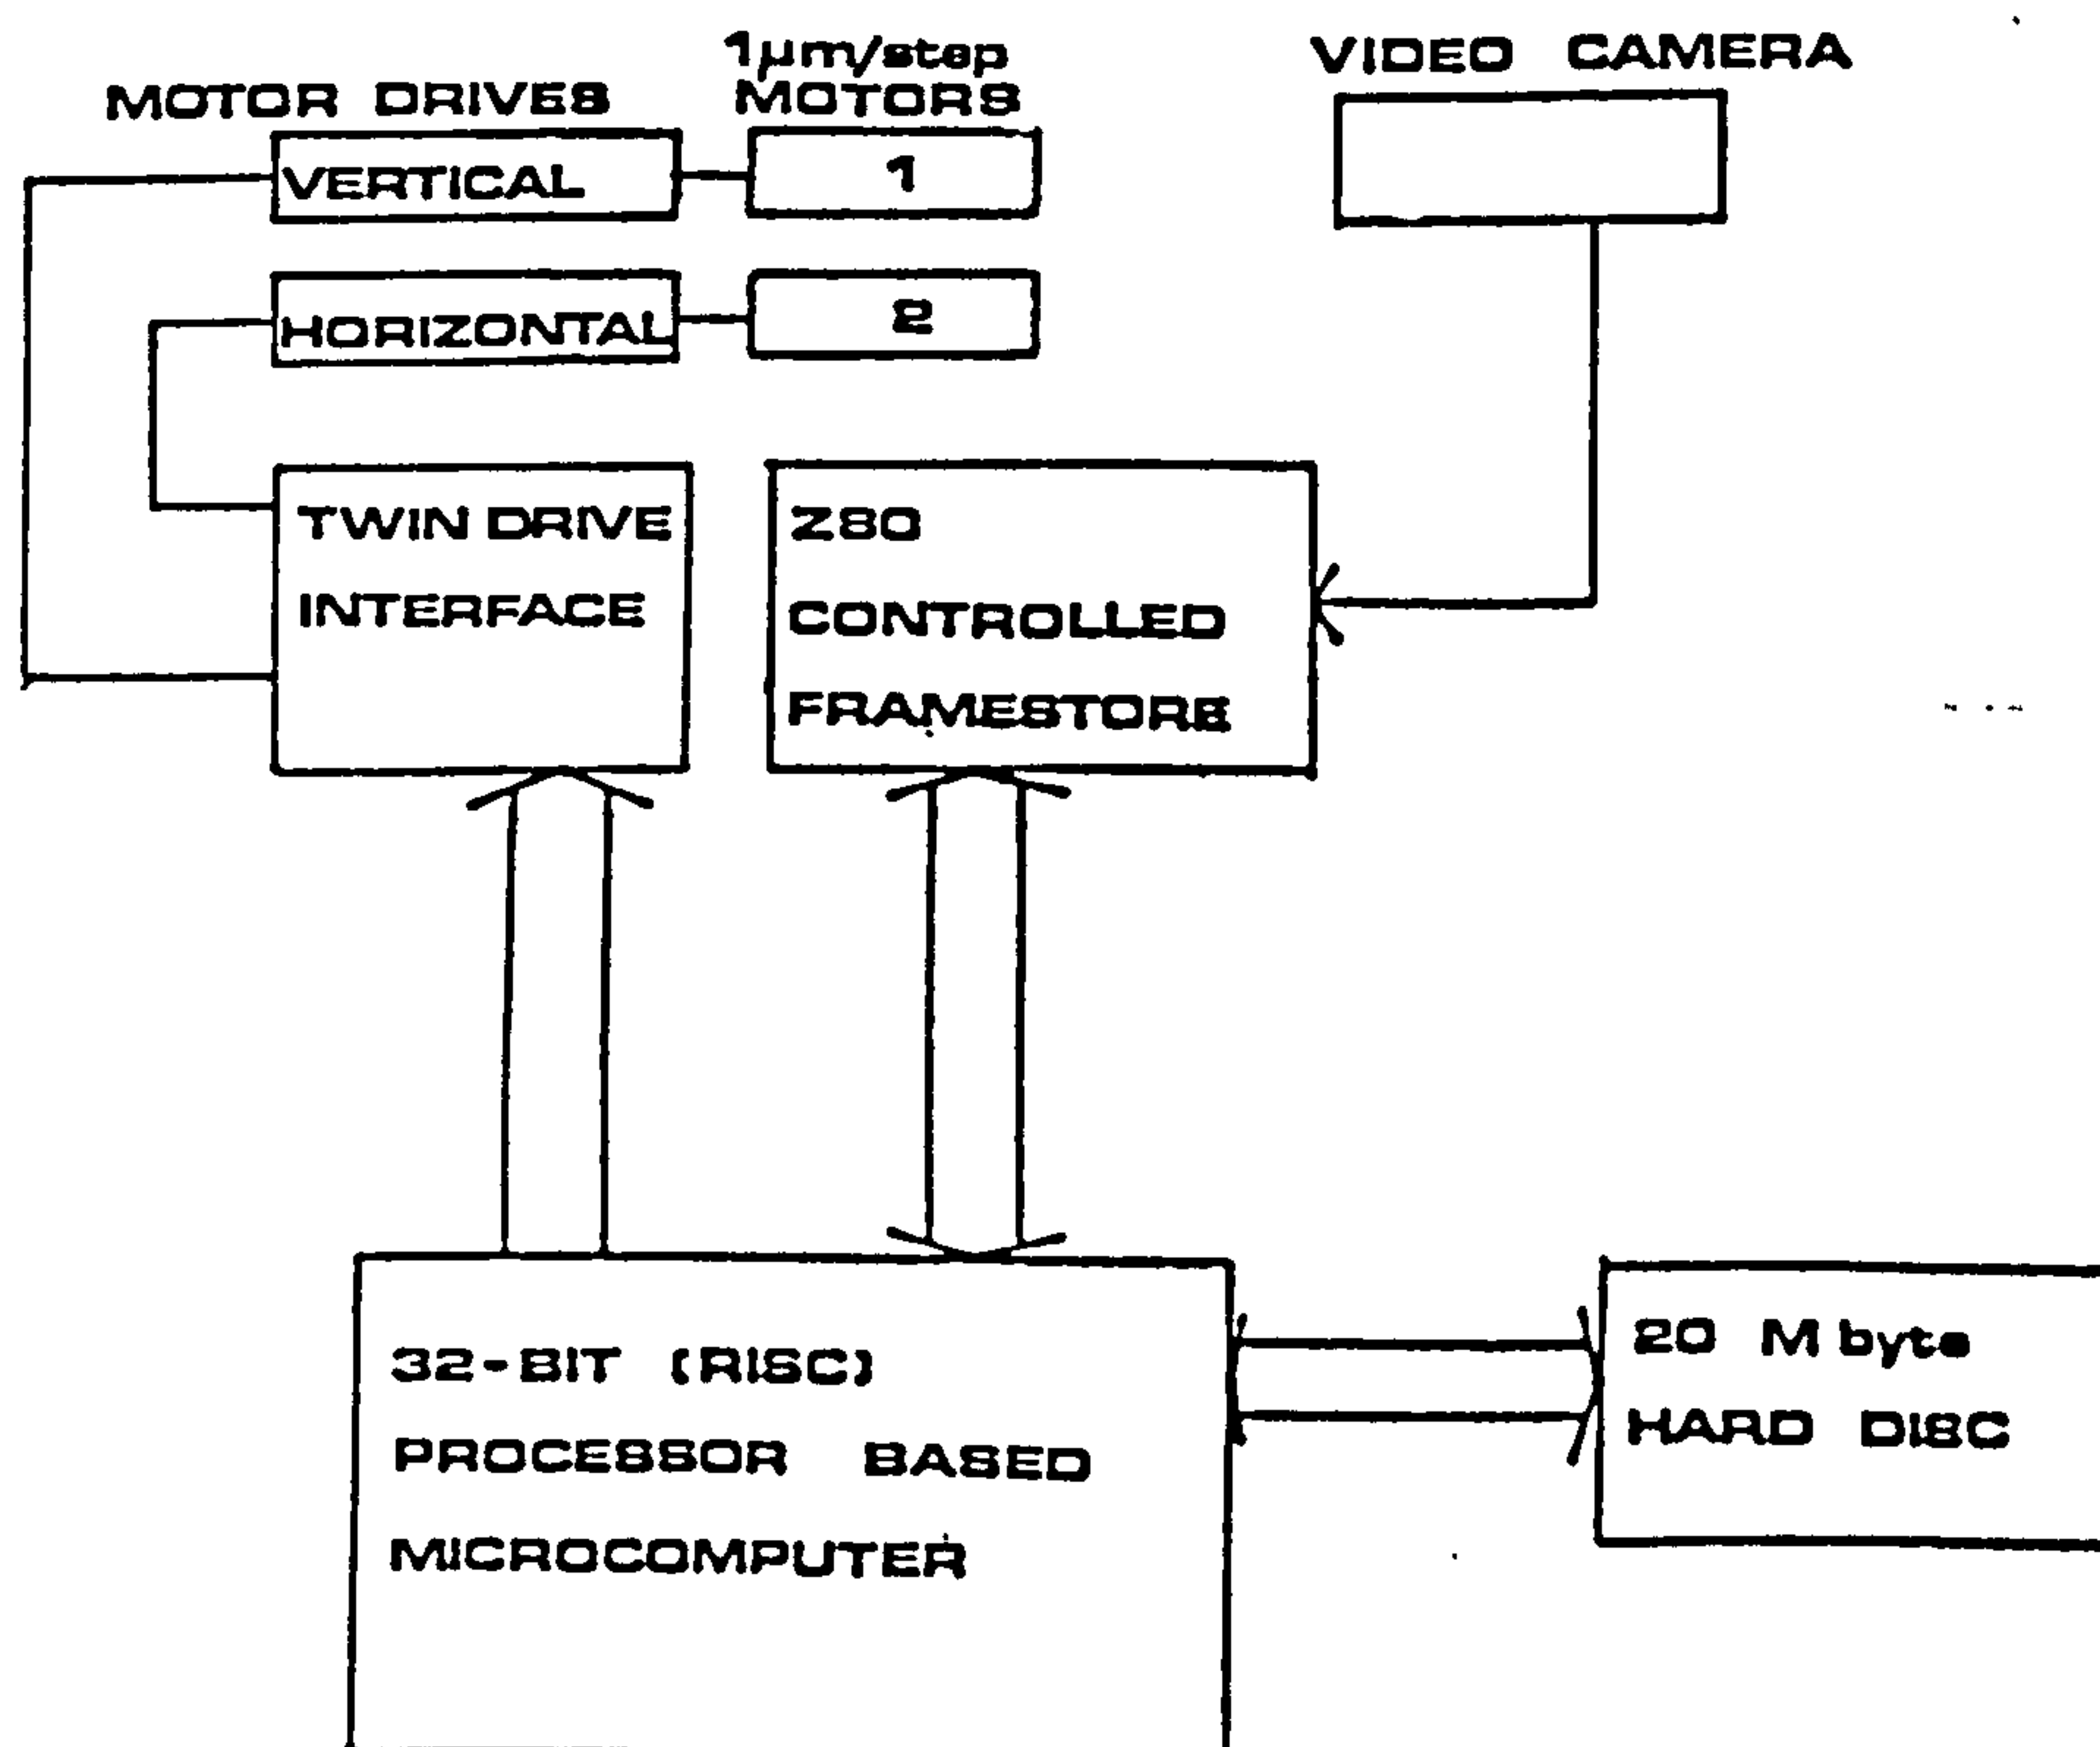 1µm/step
MOTOR DRIVES MOTORS
VIDEO CAMERA
VERTICAL
1
HORIZONTAL
2
TWIN DRIVE
INTERFACE
Z80
CONTROLLED
FRAMESTORE
32-BIT (RISC)
PROCESSOR BASED
MICROCOMPUTER
20 M byte
HARD DISC